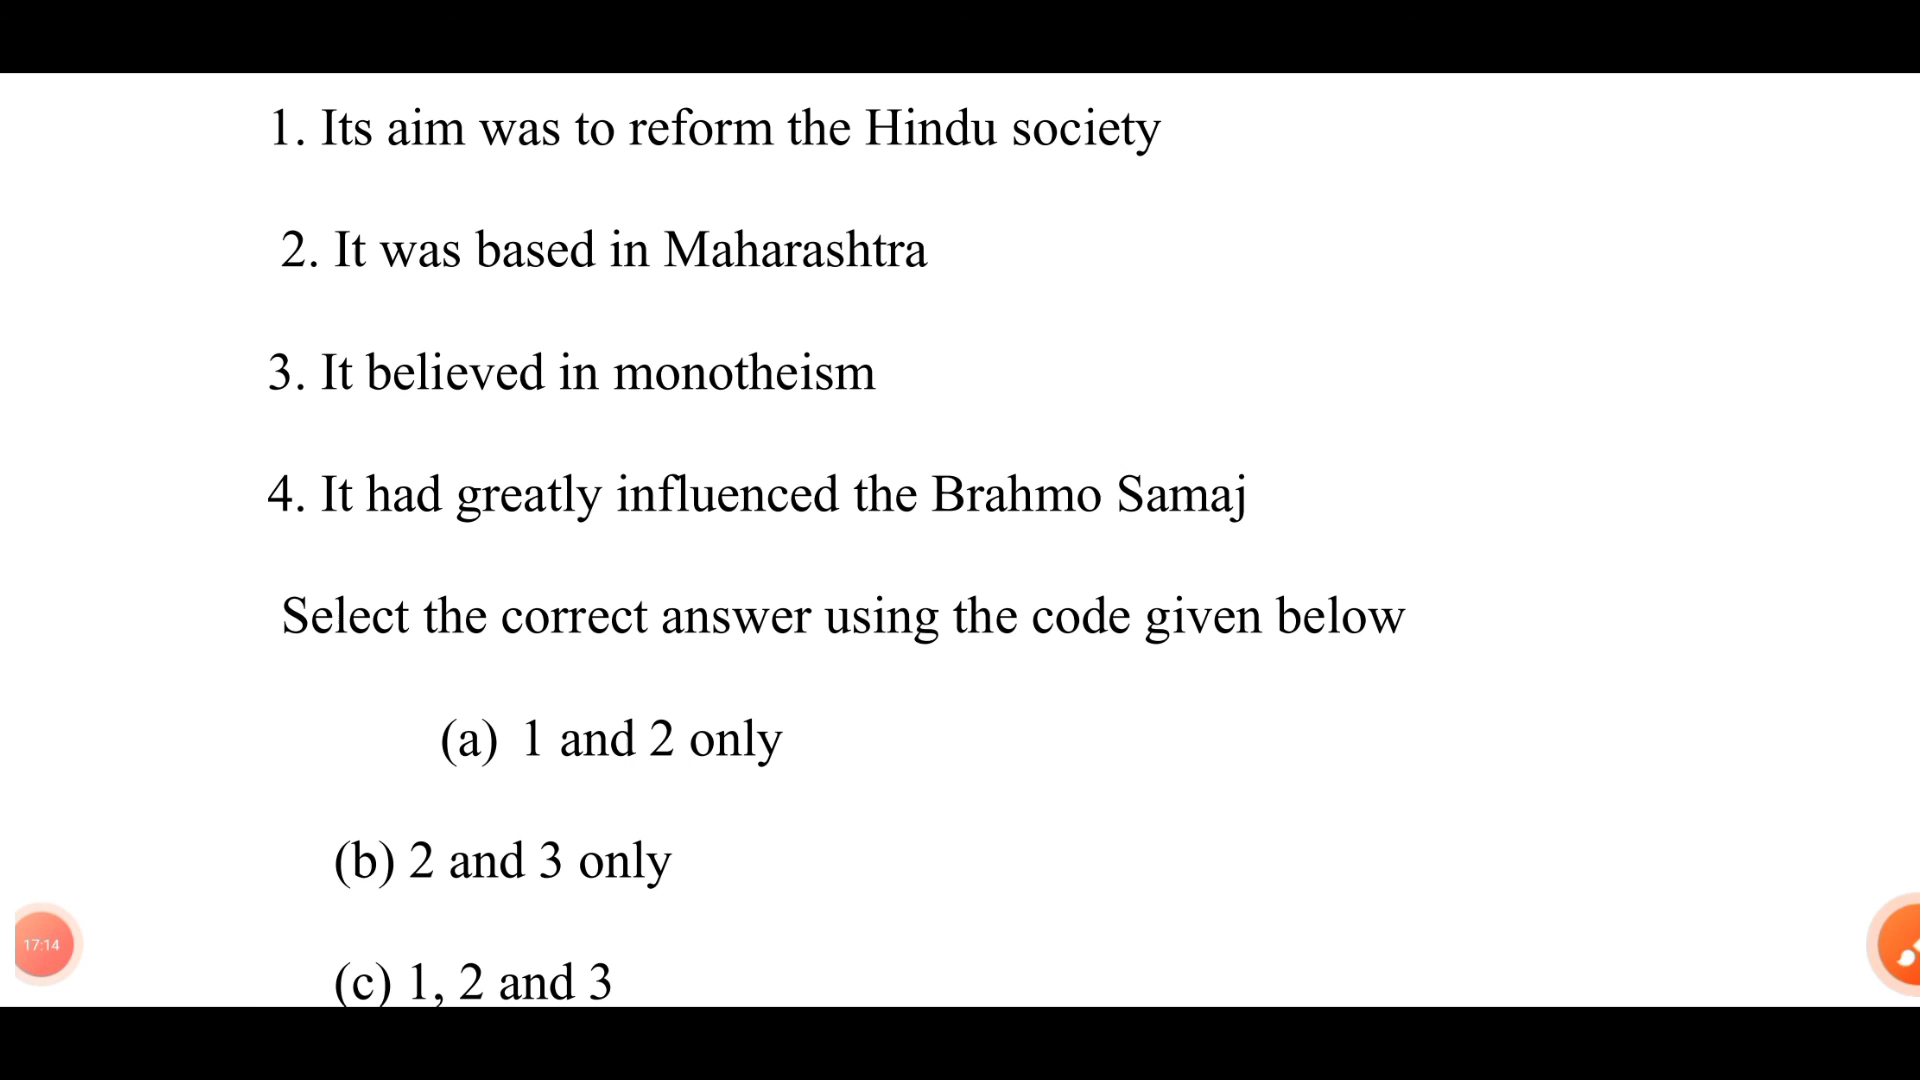 1. Its aim was to reform the Hindu society
2. It was based in Maharashtra
3. It believed in monotheism
4. It had greatly influenced the Brahmo Samaj
Select the correct answer using the code given below
(a) 1 and 2 only
(b) 2 and 3 only
17:14
(c) 1, 2 and 3